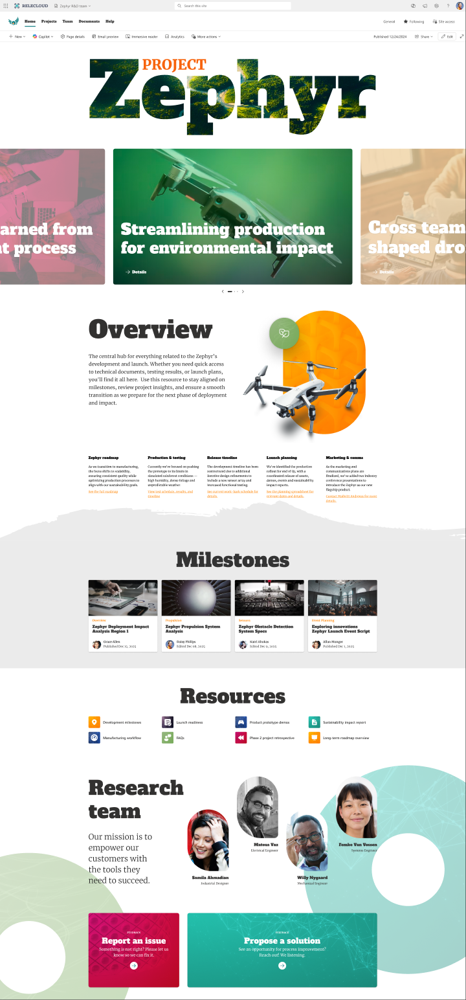 RELECLOUD
Zephyr R&D team
Search this site
Home Projects Team Documents Help
General Following Site access
New Copilot Page details Email preview Immersive reader Analytics More actions
Published 12/24/2024 Share Edit
PROJECT
Zephyr
arned from
t process
Streamlining production
for environmental impact
Details
Cross team
shaped dro
Details
Overview
The central hub for everything related to the Zephyr's
development and launch. Whether you need quick access
to technical documents, testing results, or launch plans,
you'll find it all here. Use this resource to stay aligned on
milestones, review project insights, and ensure a smooth
transition as we prepare for the next phase of deployment
and impact.
Zephyr roadmap
As we transition to manufacturing,
the focus shifts to scalability,
ensuring consistent quality while
optimizing production processes to
align with our sustainability goals.
See the full roadmap
Production & testing
Currently we're focused on pushing
the prototype to its limits in
simulated rainforest conditions —
high humidity, dense foliage and
unpredictable weather.
View test schedule, results, and
timeline
Release timeline
The development timeline has been
restructured due to additional
iterative design refinements to
include a new sensor array and
increased functional testing.
See current work-back schedule for
details.
Launch planning
We've identified the production
rollout for end of Q1, with a
coordinated release of assets,
demos, events and sustainability
impact reports.
See the planning spreadsheet for
relevant dates and details.
Marketing & comms
As the marketing and
communications plans are
finalized, we've added two industry
conference presentations to
introduce the Zephyr as our new
flagship product.
for more
details.
Milestones
Overview
Zephyr Deployment Impact
Analysis Region 1
Grace Allen
Published Dec 15, 2025
Propulsion
Zephyr Propulsion System
Analysis
Daisy Philips
Edited Dec 08, 2025
Sensors
Zephyr Obstacle Detection
System Specs
Katri Ahokas
Edited Dec 9, 2025
Event Planning
Exploring innovations
Zephyr Launch Event Script
Allan Munger
Published Dec 1, 2025
Resources
Development milestones
Launch readiness
Product prototype demos
Sustainability impact report
Manufacturing workflow
FAQs
Phase 2 project retrospective
Long-term roadmap overview
Research
team
Our mission is to
empower our
customers with
the tools they
need to succeed.
Samila Ahmadian
Industrial Designer
Mateus Vaz
Electrical Engineer
Willy Nygaard
Mechanical Engineer
Femke Van Vossen
Systems Engineer
FEEDBACK
Report an issue
Something is not right? Please let us
know so we can fix it.
FEEDBACK
Propose a solution
See an opportunity for process improvement?
Reach out! We listening.